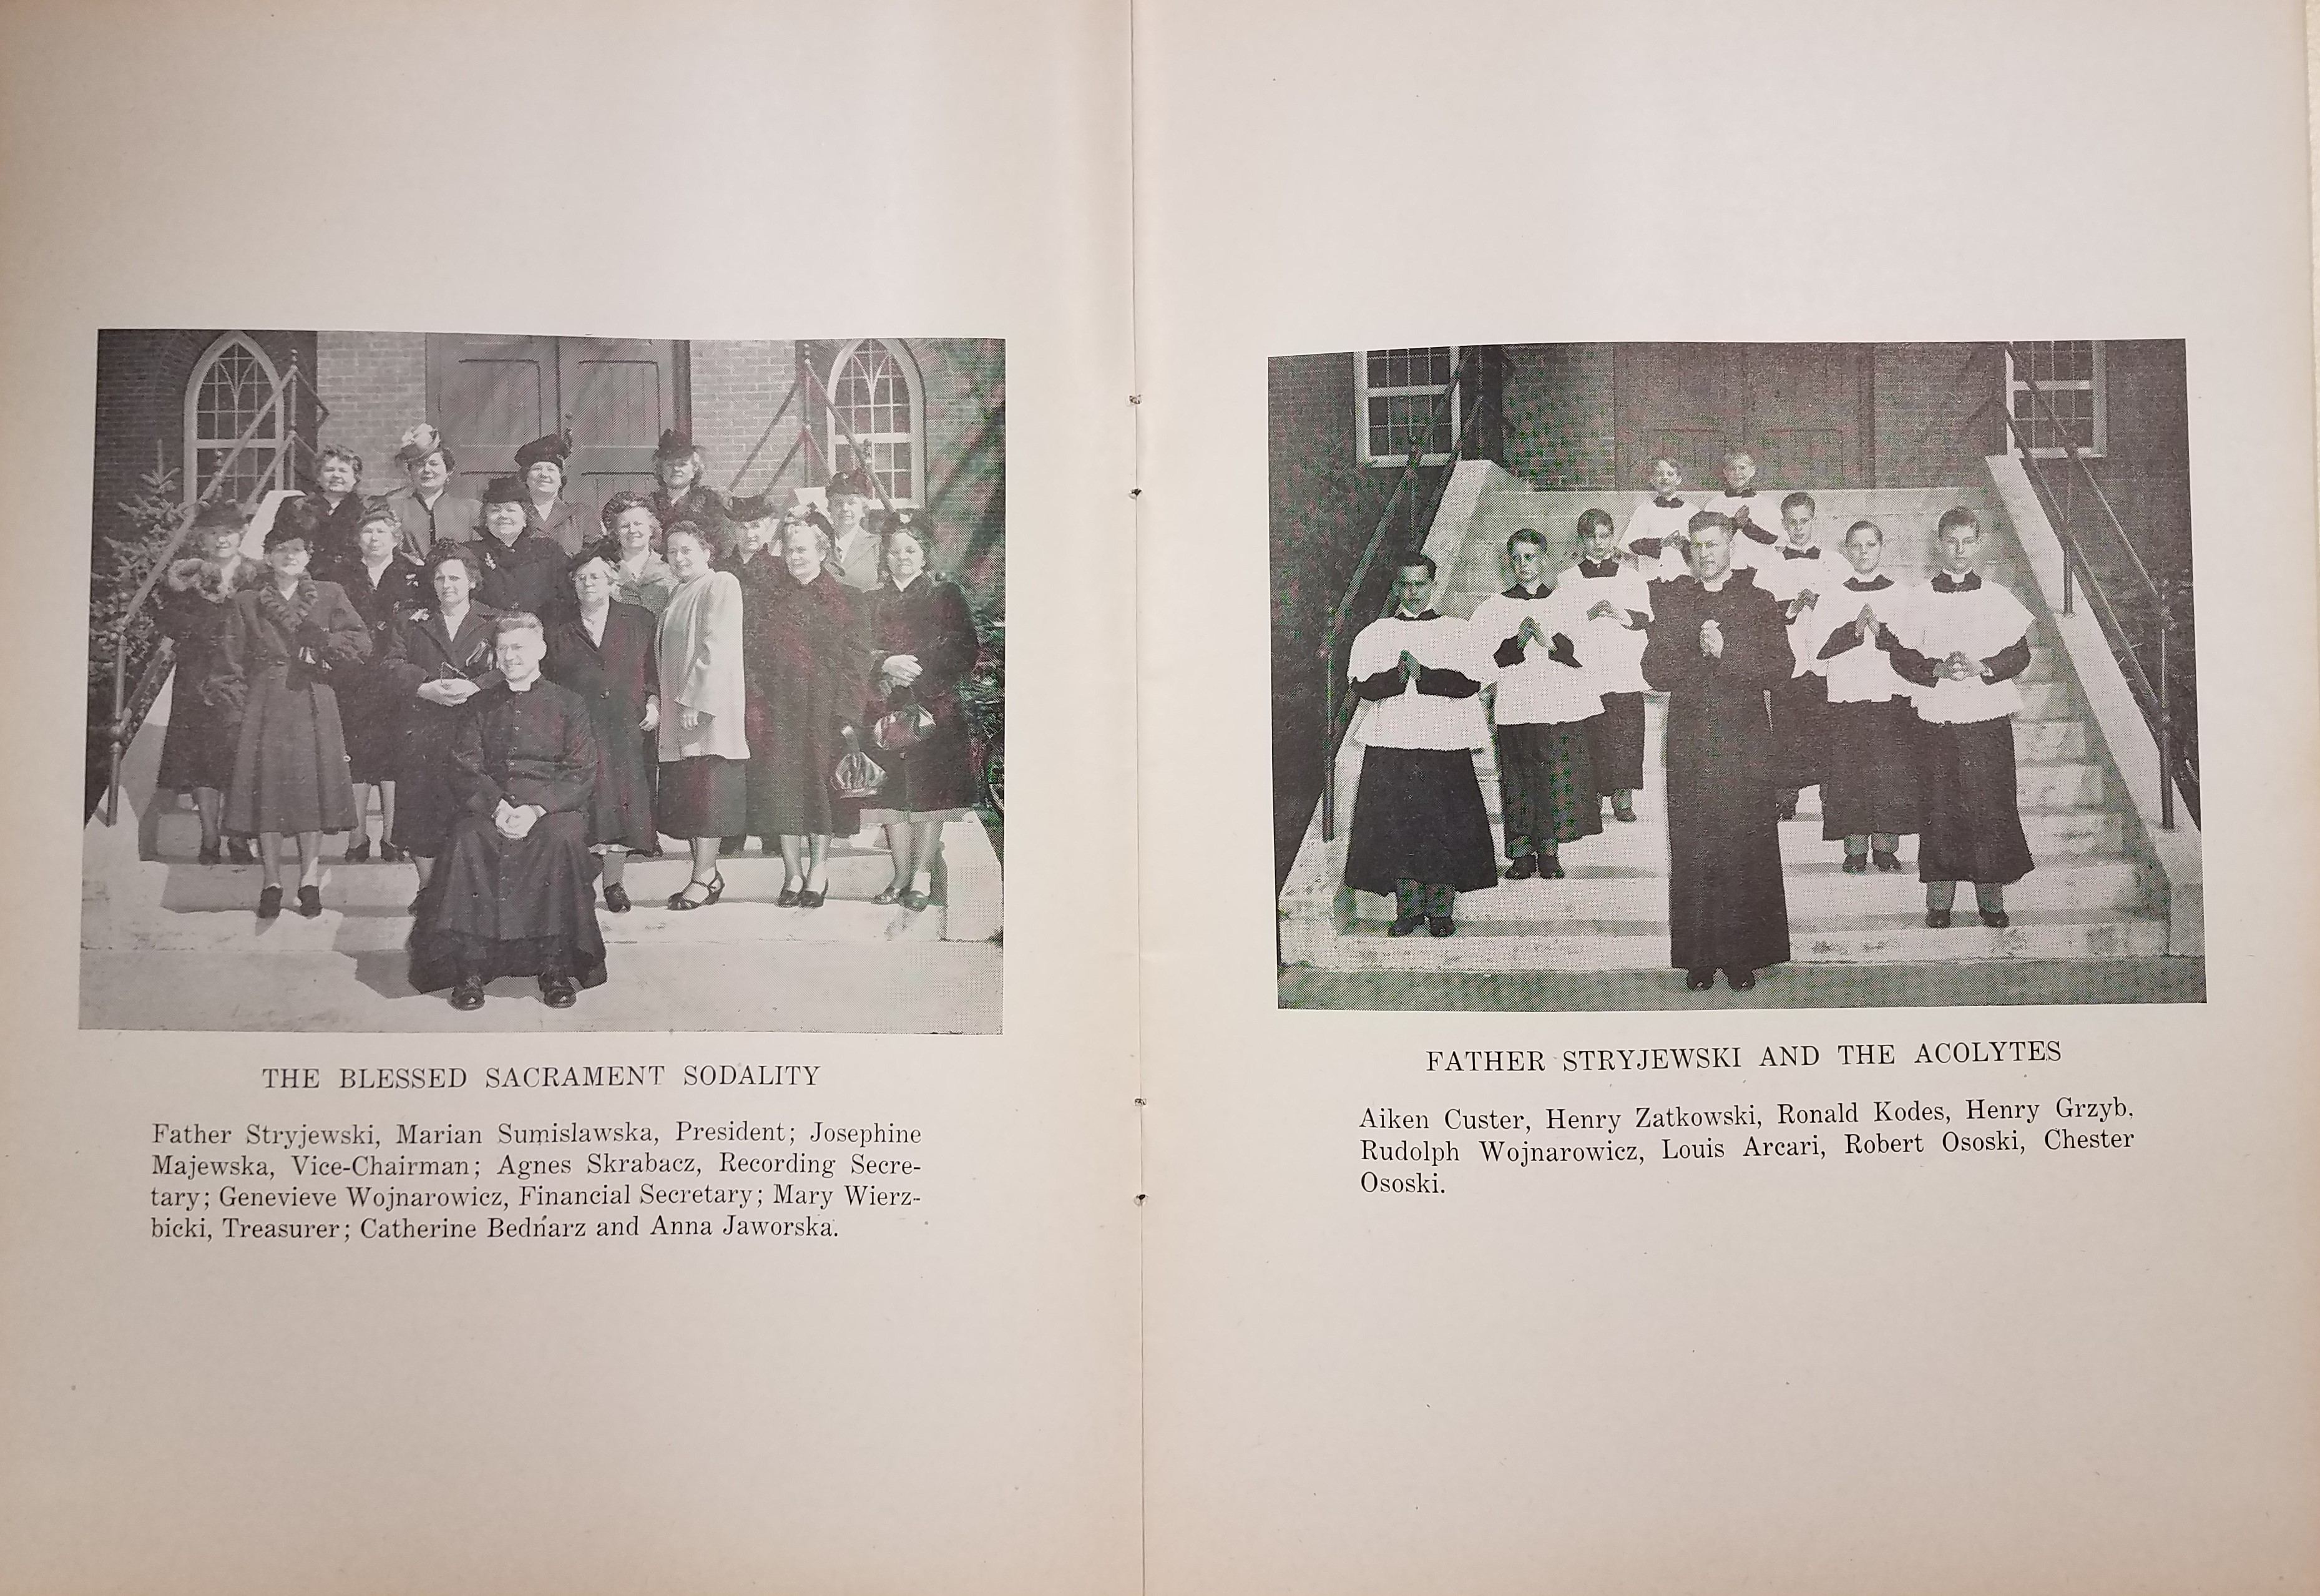 THE BLESSED SACRAMENT SODALITY
Father Stryjewski, Marian Sumislawska, President; Josephine
Majewska, Vice-Chairman; Agnes Skrabacz, Recording Secre-
tary; Genevieve Wojnarowicz, Financial Secretary; Mary Wierz-
bicki, Treasurer; Catherine Bednarz and Anna Jaworska.
FATHER STRYJEWSKI AND THE ACOLYTES
Aiken Custer, Henry Zatkowski, Ronald Kodes, Henry Grzyb,
Rudolph Wojnarowicz, Louis Arcari, Robert Ososki, Chester
Ososki.